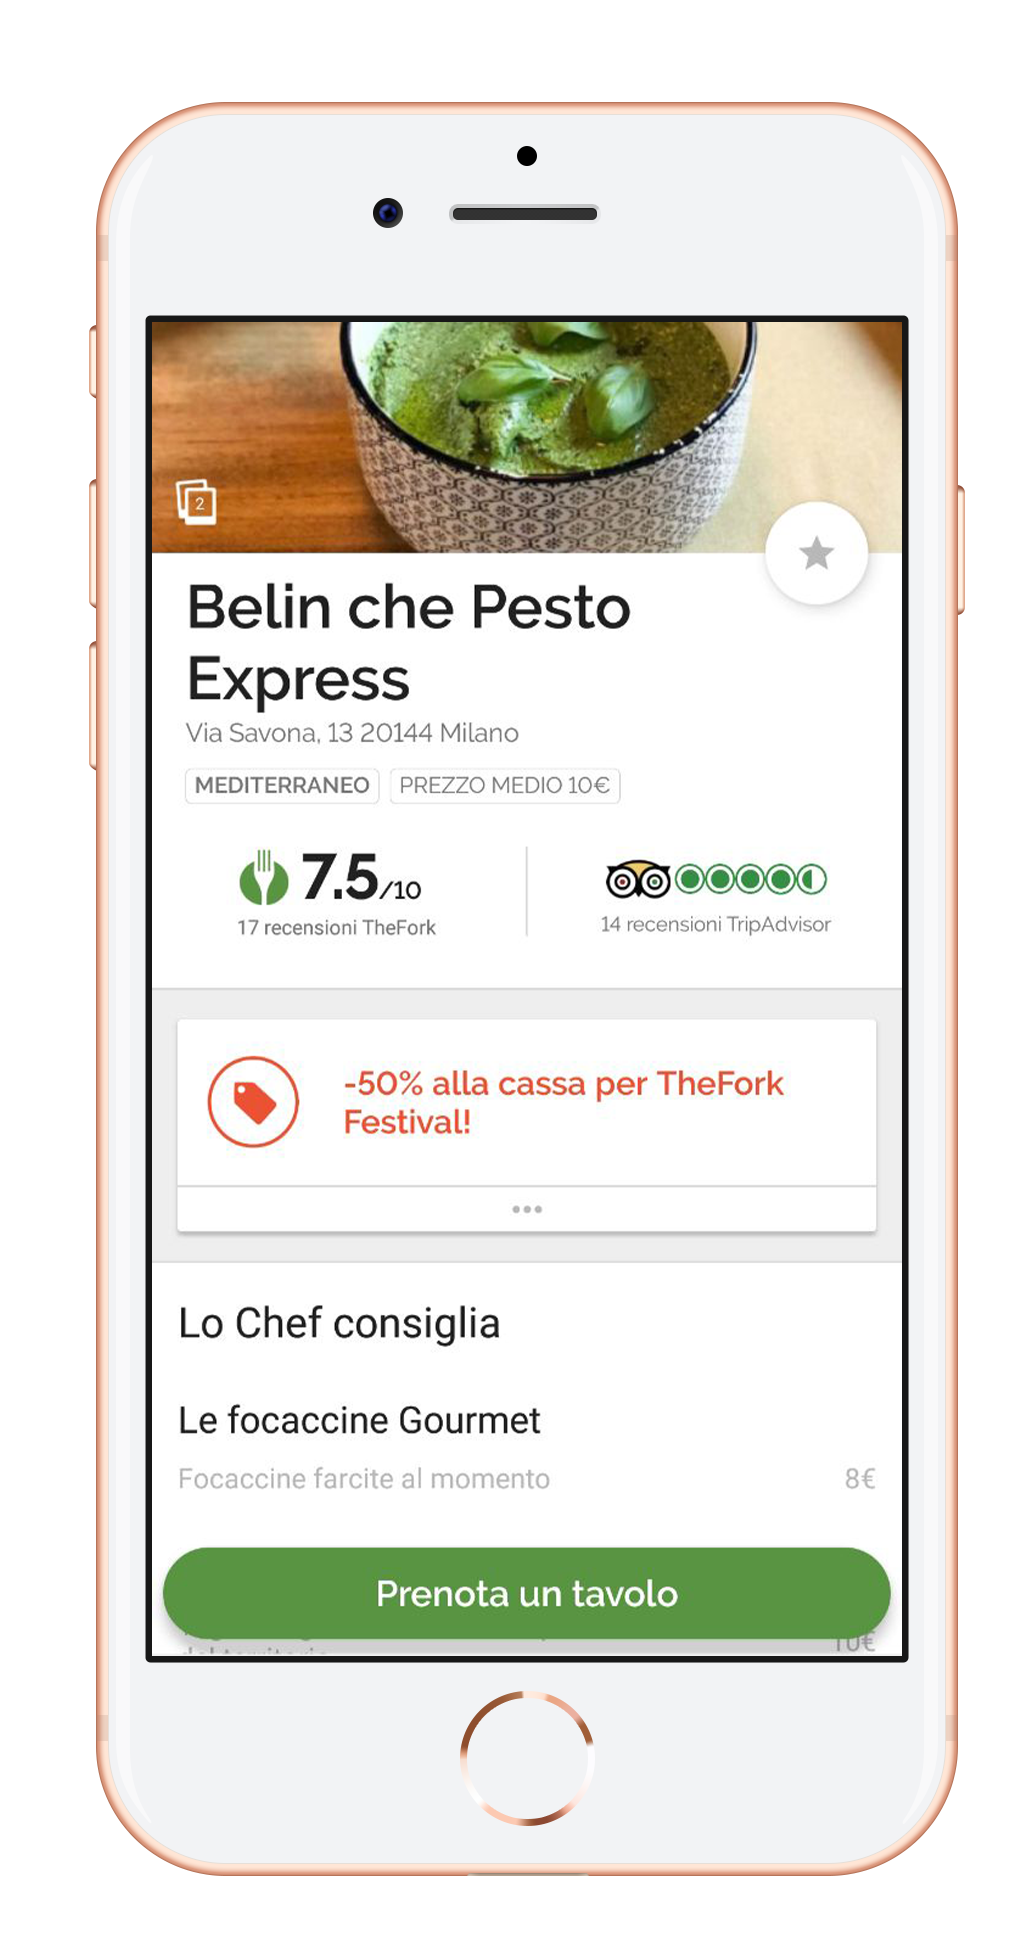 2
Belin che Pesto
Express
Via Savona, 13 20144 Milano
MEDITERRANEO PREZZO MEDIO 10€
7.5/10
17 recensioni TheFork
14 recensioni TripAdvisor
-50% alla cassa per TheFork
Festival!
Lo Chef consiglia
Le focaccine Gourmet
Focaccine farcite al momento 8€
Prenota un tavolo
10€